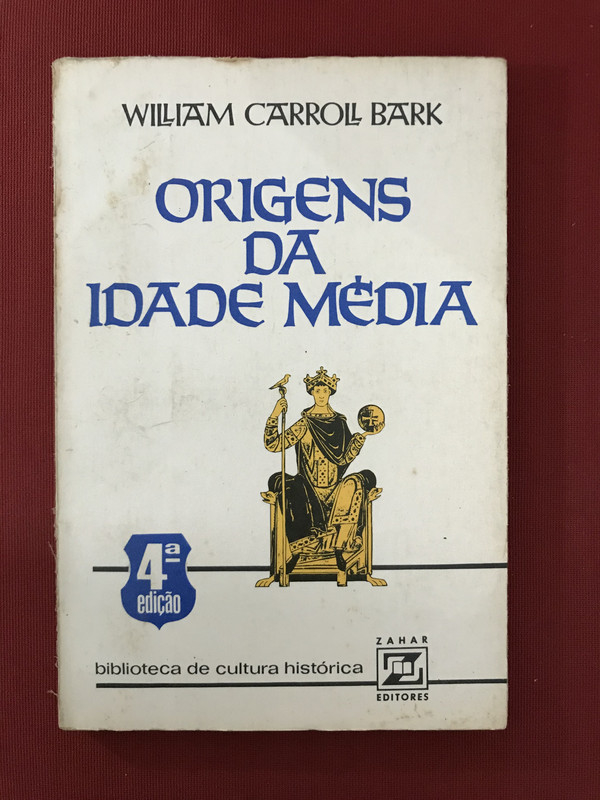 WILLIAM CARROLL BARK
ORIGENS
DA
IDADE MÉDIA
4ª
edição
biblioteca de cultura histórica
ZAHAR
EDITORES